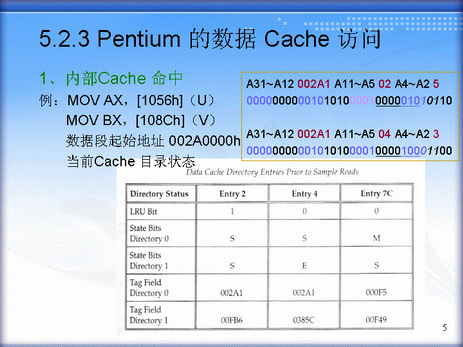 5.2.3 Pentium 的数据 Cache 访问
1、内部Cache 命中
例：MOV AX，[1056h]（U）
MOV BX，[108Ch]（V）
数据段起始地址 002A0000h
当前Cache 目录状态
A31~A12 002A1 A11~A5 02 A4~A2 5
00000000001010100001000001010110
A31~A12 002A1 A11~A5 04 A4~A2 3
00000000001010100001000010001100
Data Cache Directory Entries Prior to Sample Reads
Directory Status Entry 2 Entry 4 Entry 7C
LRU Bit 1 0 0
State Bits
Directory 0 S S M
State Bits
Directory 1 S E S
Tag Field
Directory 0 002A1 002A1 000F5
Tag Field
Directory 1 00FB6 0385C 00F49
5